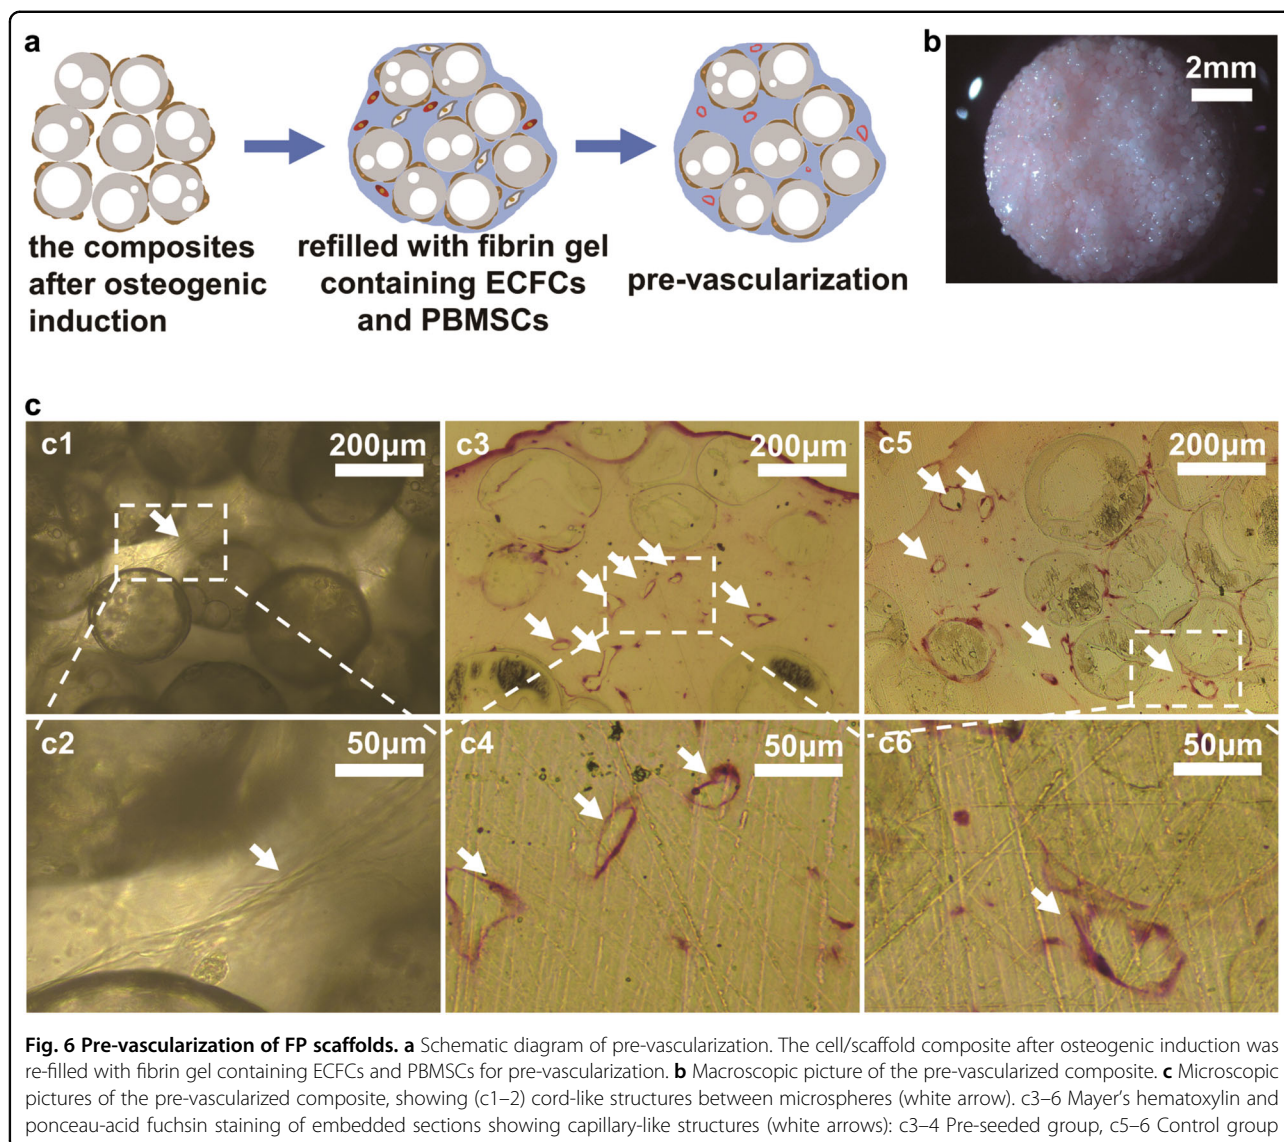 a
b
2mm
the composites
after osteogenic
induction
refilled with fibrin gel
containing ECFCs
and PBMSCs
pre-vascularization
c
c1
200µm
c3
200µm
c5
200µm
c2
50µm
c4
50µm
c6
50µm
Fig. 6 Pre-vascularization of FP scaffolds. a Schematic diagram of pre-vascularization. The cell/scaffold composite after osteogenic induction was
re-filled with fibrin gel containing ECFCs and PBMSCs for pre-vascularization. b Macroscopic picture of the pre-vascularized composite. c Microscopic
pictures of the pre-vascularized composite, showing (c1–2) cord-like structures between microspheres (white arrow). c3–6 Mayer's hematoxylin and
ponceau-acid fuchsin staining of embedded sections showing capillary-like structures (white arrows): c3–4 Pre-seeded group, c5–6 Control group